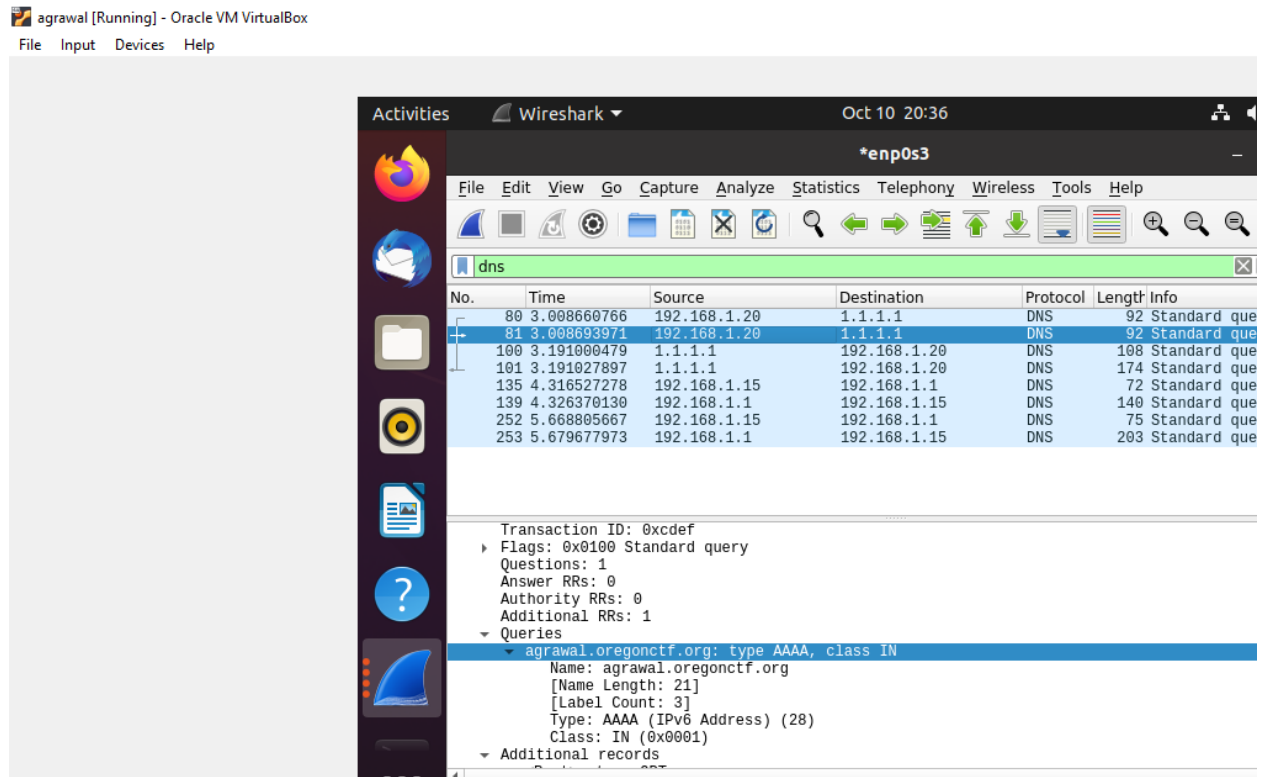 agrawal [Running] - Oracle VM VirtualBox
File Input Devices Help
Activities Wireshark Oct 10 20:36
*enp0s3
File Edit View Go Capture Analyze Statistics Telephony Wireless Tools Help
dns
No. Time Source Destination Protocol Length Info
80 3.008660766 192.168.1.20 1.1.1.1 DNS 92 Standard que
81 3.008693971 192.168.1.20 1.1.1.1 DNS 92 Standard que
100 3.191000479 1.1.1.1 192.168.1.20 DNS 108 Standard que
101 3.191027897 1.1.1.1 192.168.1.20 DNS 174 Standard que
135 4.316527278 192.168.1.15 192.168.1.1 DNS 72 Standard que
139 4.326370130 192.168.1.1 192.168.1.15 DNS 140 Standard que
252 5.668805667 192.168.1.15 192.168.1.1 DNS 75 Standard que
253 5.679677973 192.168.1.1 192.168.1.15 DNS 203 Standard que
Transaction ID: 0xcdef
Flags: 0x0100 Standard query
Questions: 1
Answer RRs: 0
Authority RRs: 0
Additional RRs: 1
Queries
agrawal.oregonctf.org: type AAAA, class IN
Name: agrawal.oregonctf.org
[Name Length: 21]
[Label Count: 3]
Type: AAAA (IPv6 Address) (28)
Class: IN (0x0001)
Additional records